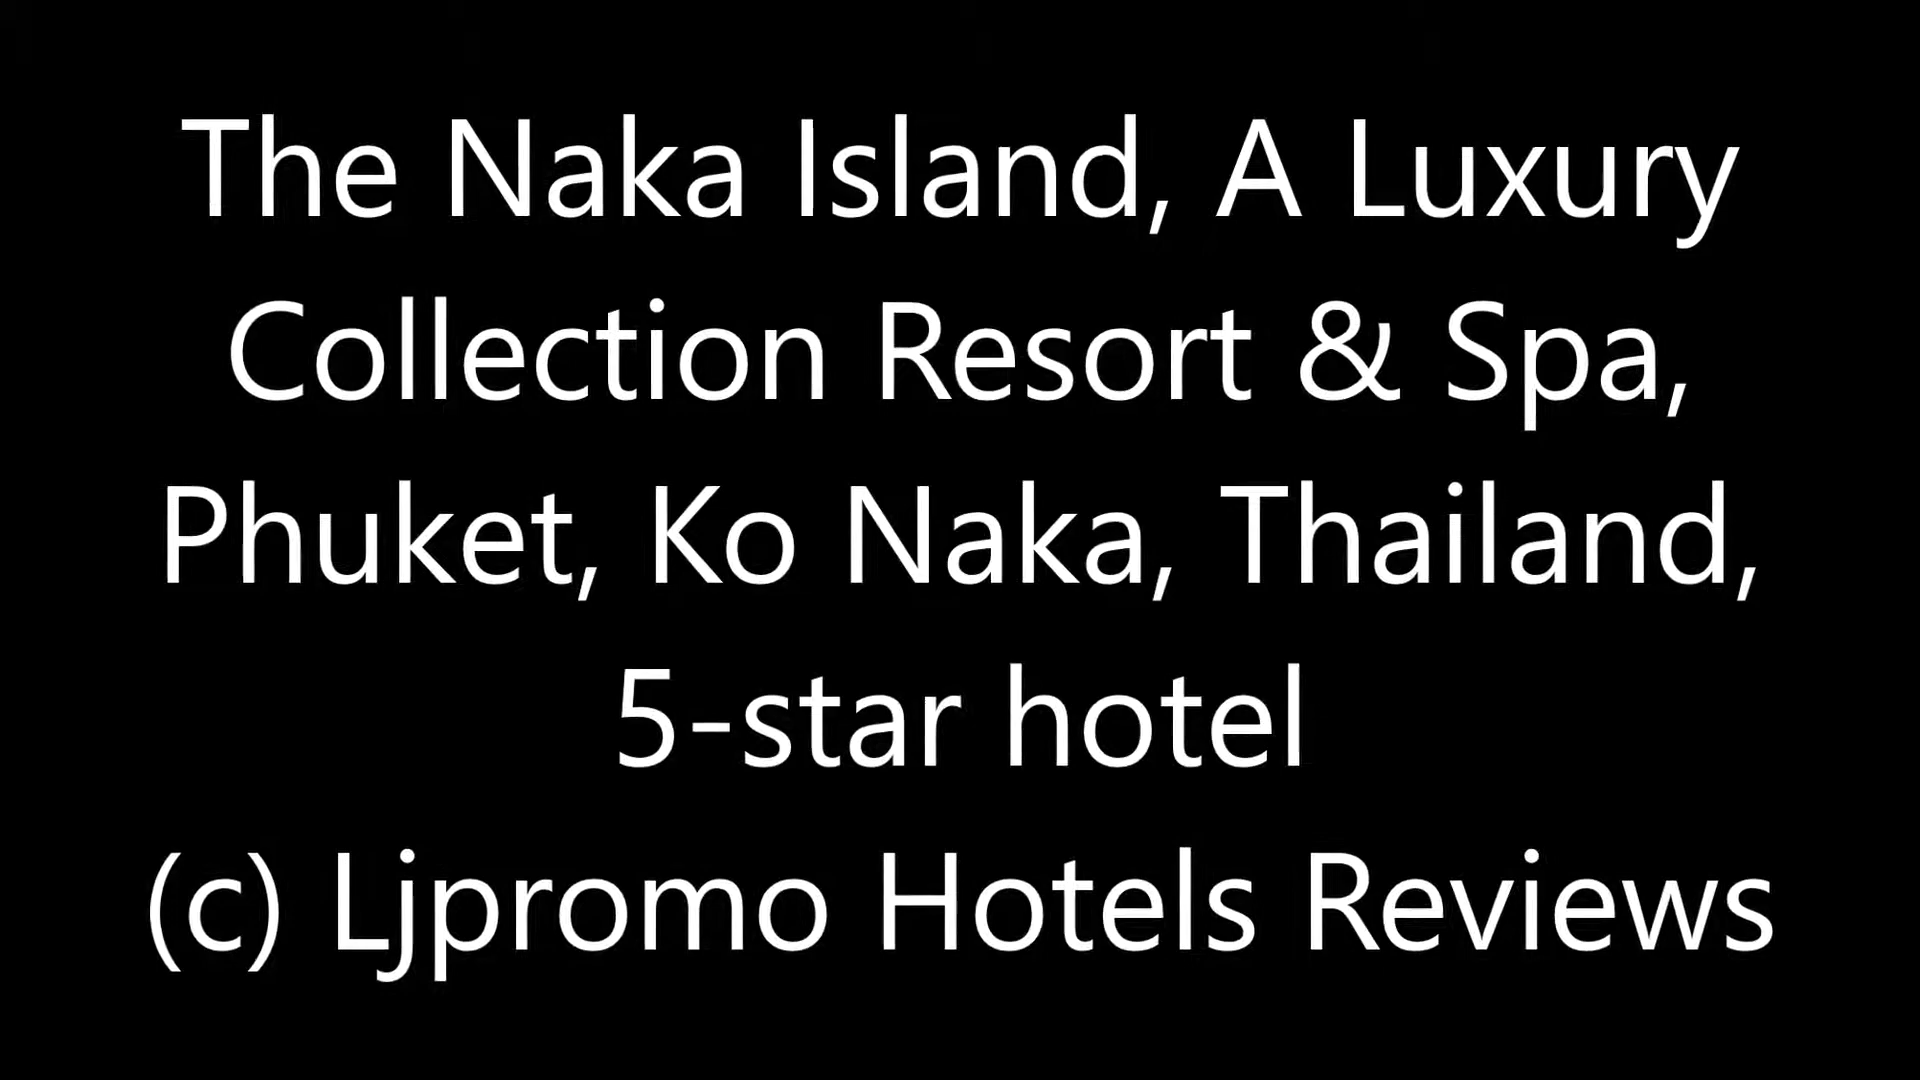 The Naka Island, A Luxury
Collection Resort & Spa,
Phuket, Ko Naka, Thailand,
5-star hotel
(c) Ljpromo Hotels Reviews